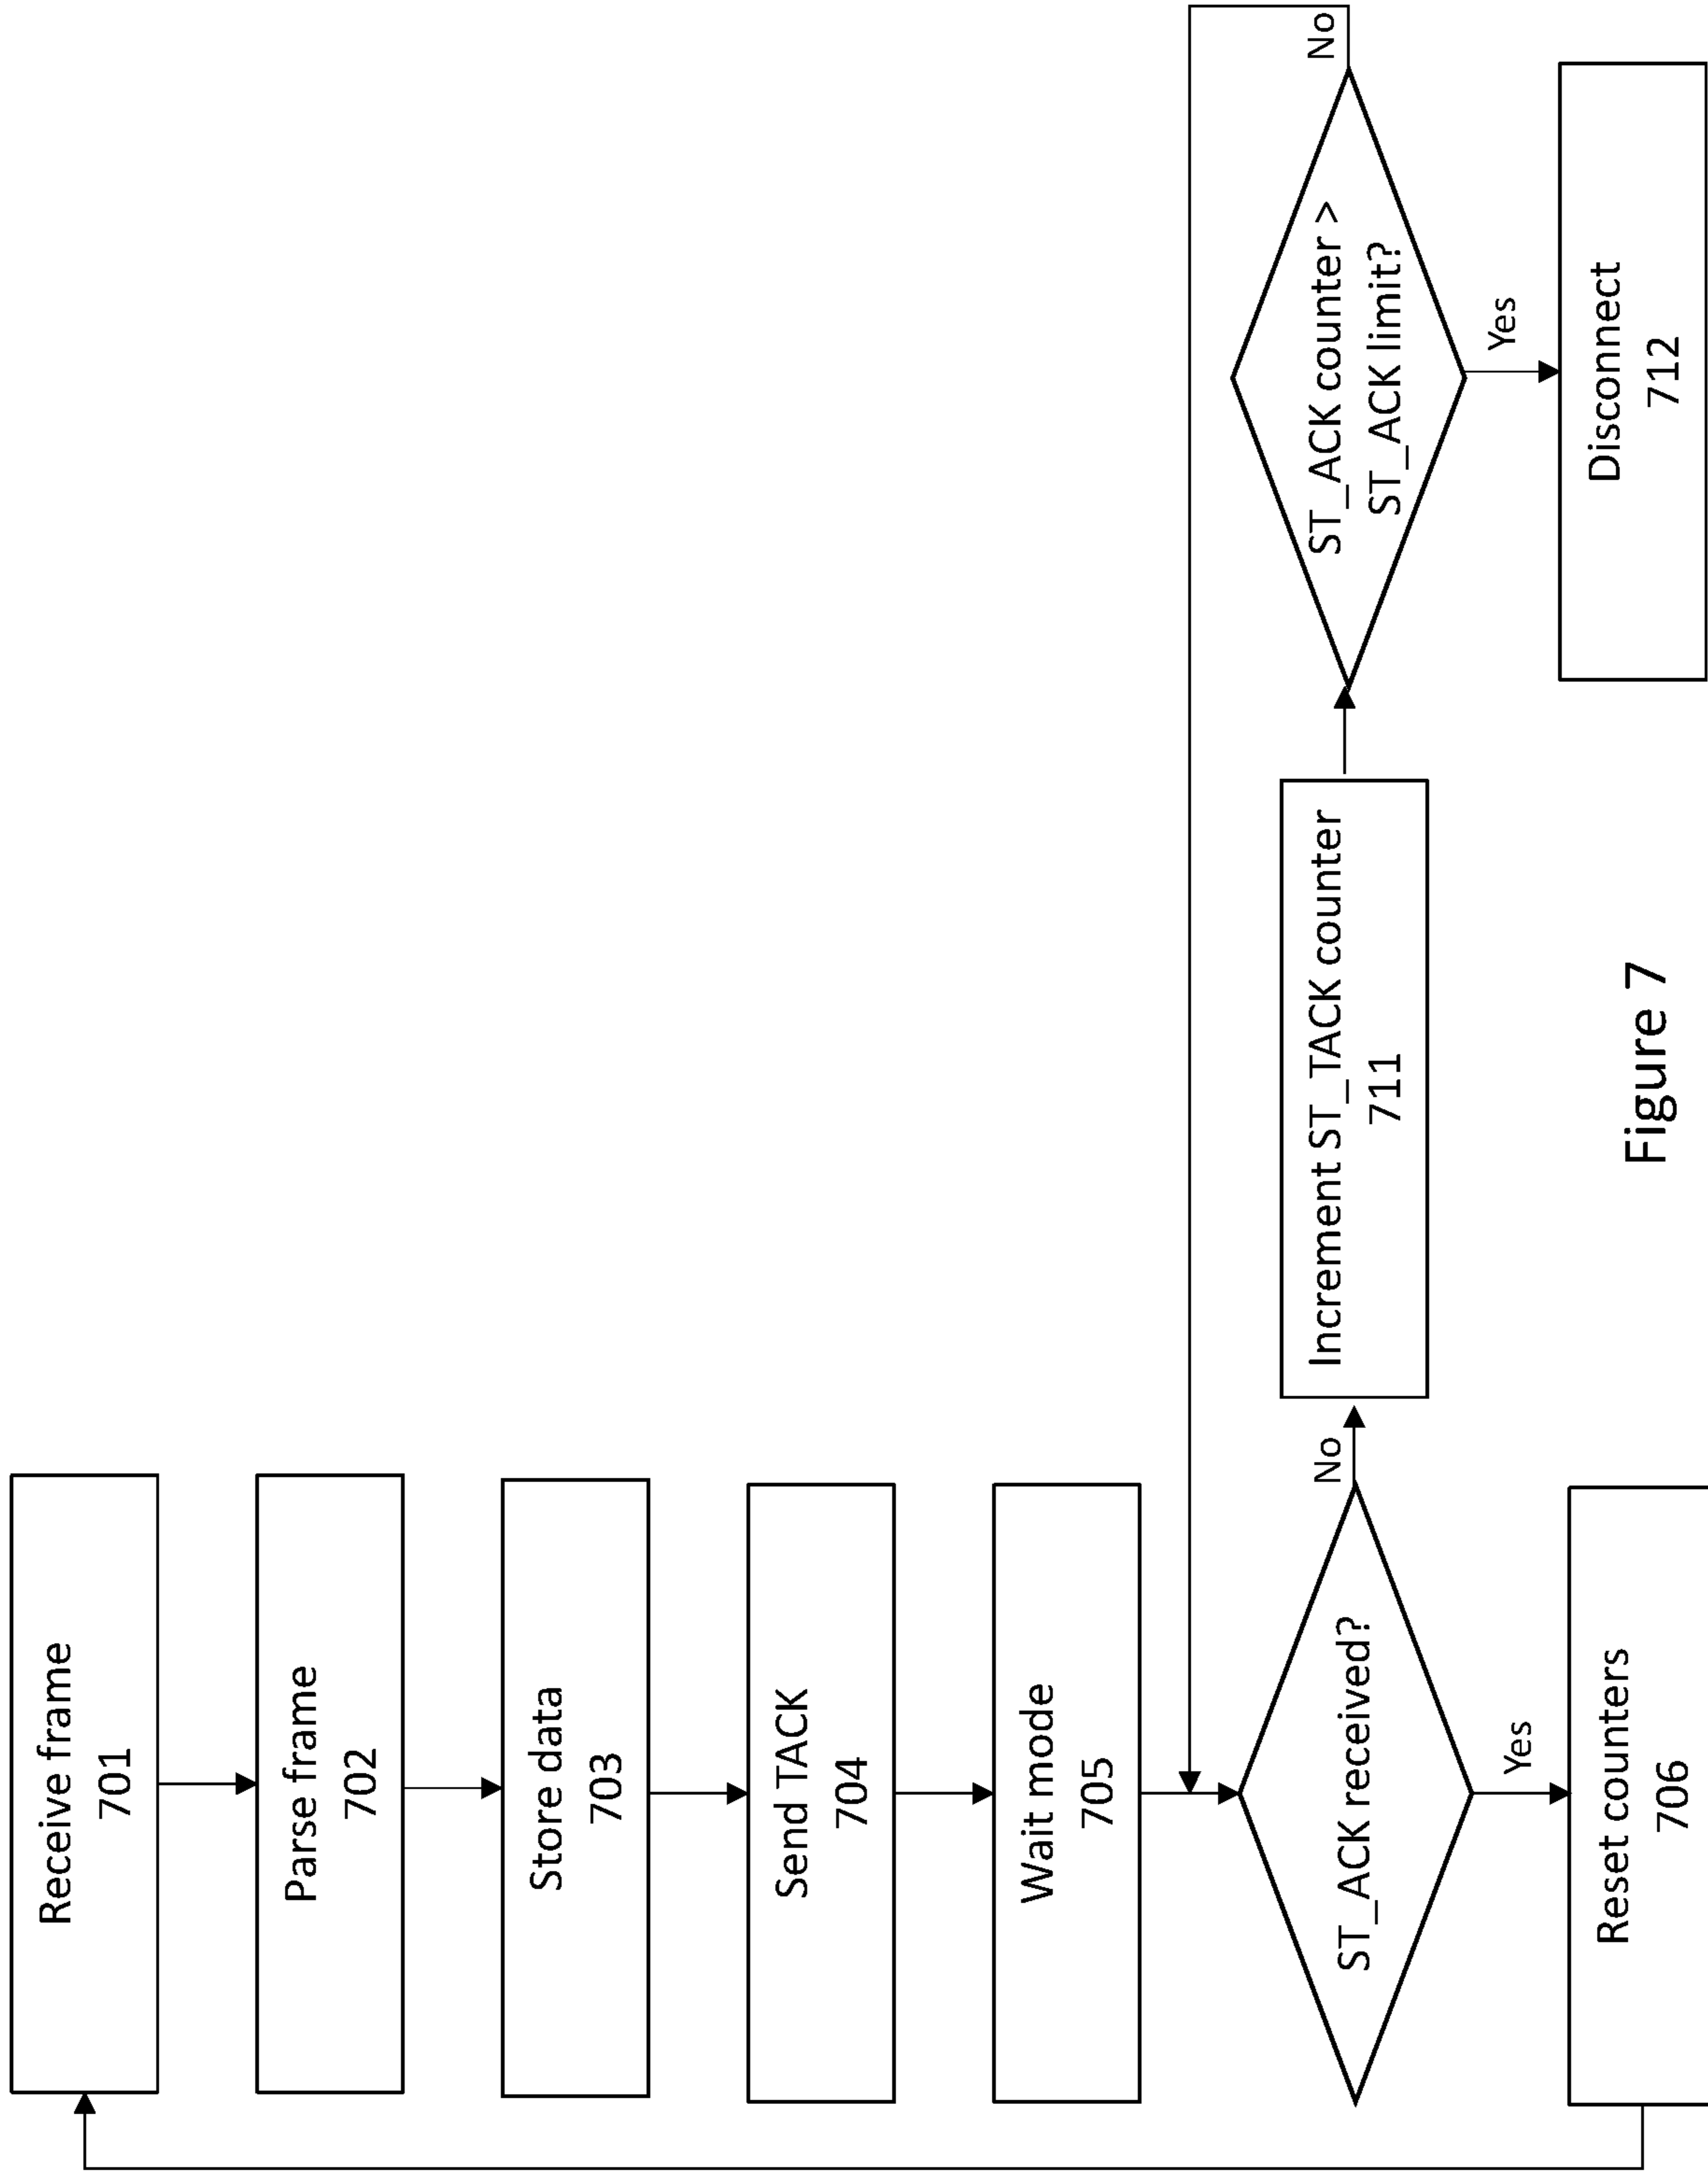 Receive frame
701
Parse frame
702
Store data
703
Send TACK
704
Wait mode
705
ST_ACK received?
No
Yes
Reset counters
706
Increment ST_TACK counter
711
ST_ACK counter >
ST_ACK limit?
No
Yes
Disconnect
712
Figure 7